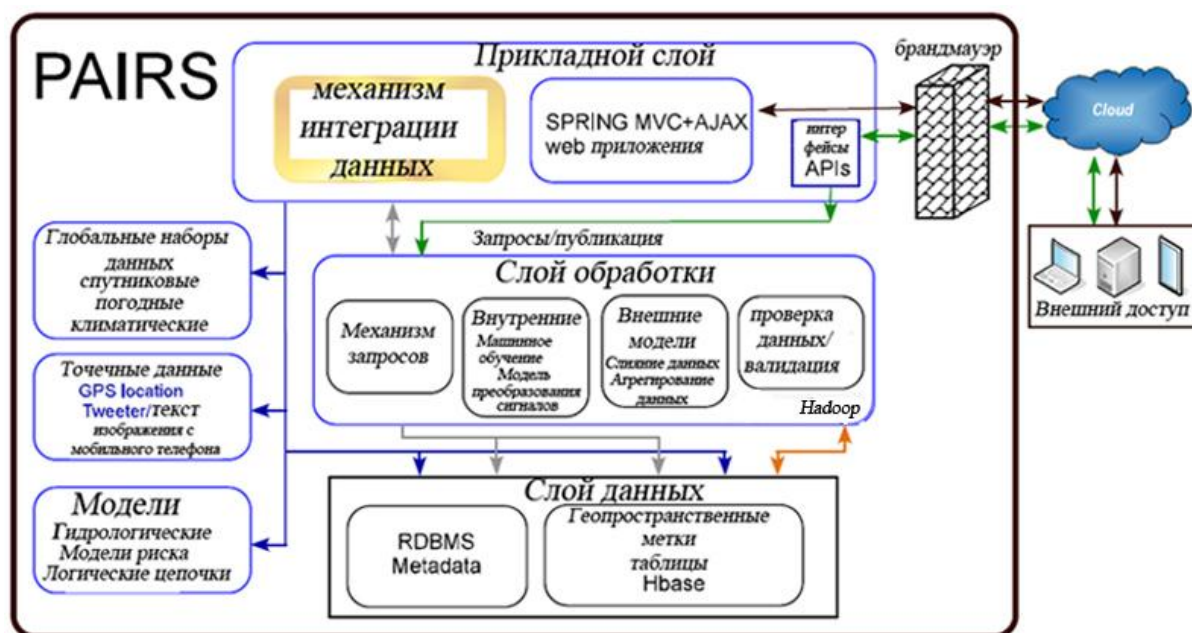 PAIRS
Прикладной слой
механизм
интеграции
данных
SPRING MVC+AJAX
web приложения
интер
фейсы
APIs
брандмауэр
Cloud
Внешний доступ
Запросы/публикация
Глобальные наборы
данных
спутниковые
погодные
климатические
Точечные данные
GPS location
Tweeter/текст
изображения с
мобильного телефона
Модели
Гидрологические
Модели риска
Логические цепочки
Слой обработки
Механизм
запросов
Внутренние
Машинное
обучение
Модель
преобразования
сигналов
Внешние
модели
Слияние данных
Агрегирование
данных
проверка
данных/
валидация
Hadoop
Слой данных
RDBMS
Metadata
Геопространственные
метки
таблицы
Hbase